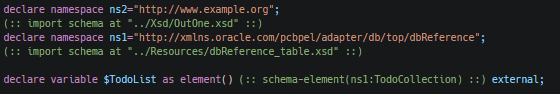 declare namespace ns2="http://www.example.org";
(:: import schema at "../Xsd/OutOne.xsd" ::)
declare namespace ns1="http://xmlns.oracle.com/pcbpel/adapter/db/top/dbReference";
(:: import schema at "../Resources/dbReference_table.xsd" ::)
declare variable $TodoList as element() (:: schema-element(ns1:TodoCollection) ::) external;